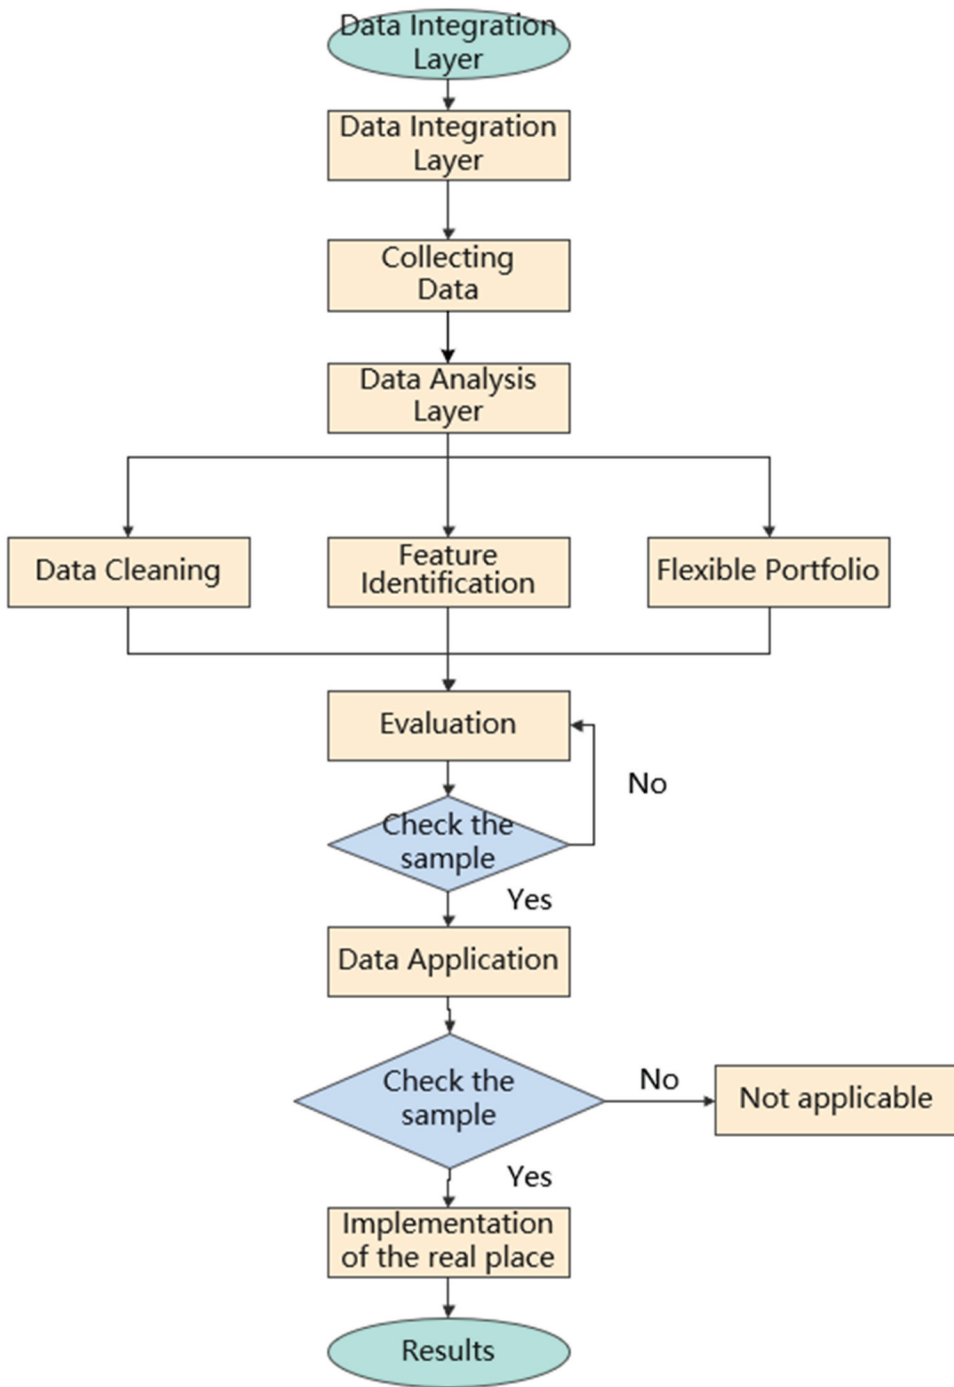 Data Integration
Layer
Data Integration
Layer
Collecting
Data
Data Analysis
Layer
Data Cleaning
Feature
Identification
Flexible Portfolio
Evaluation
No
Check the
sample
Yes
Data Application
Check the
sample
No
Not applicable
Yes
Implementation
of the real place
Results